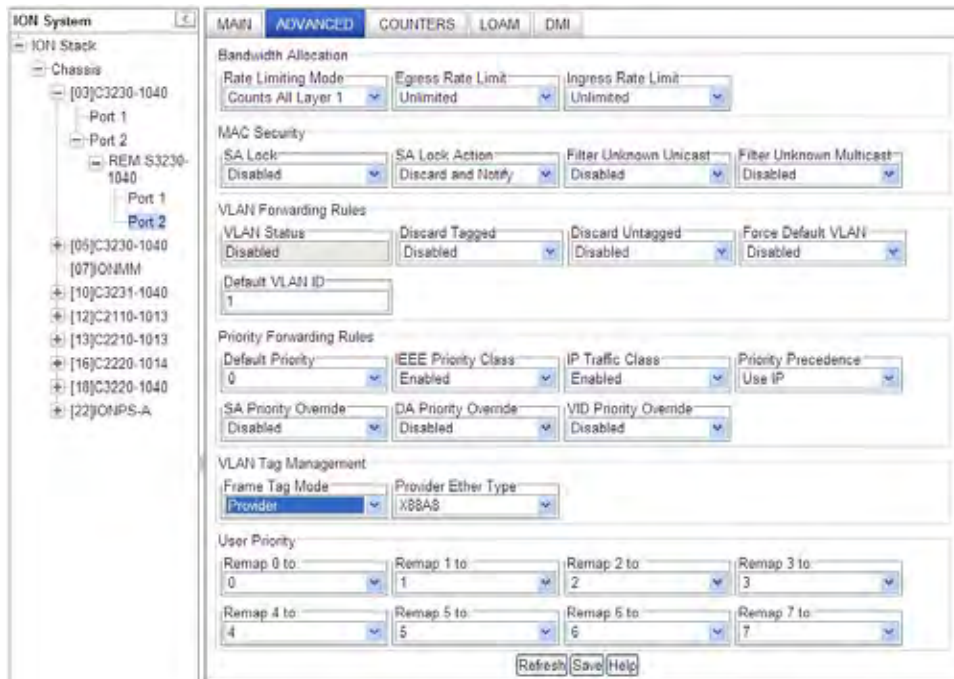 ION System
ION Stack
Chassis
[03]C3230-1040
Port 1
Port 2
REM S3230-
1040
Port 1
Port 2
[05]C3230-1040
[07]IONMM
[10]C3231-1040
[12]C2110-1013
[13]C2210-1013
[16]C2220-1014
[18]C3220-1040
[22]IONPS-A
MAIN ADVANCED COUNTERS LOAM DMI
Bandwidth Allocation
Rate Limiting Mode Egress Rate Limit Ingress Rate Limit
Counts All Layer 1 Unlimited Unlimited
MAC Security
SA Lock SA Lock Action Filter Unknown Unicast Filter Unknown Multicast
Disabled Discard and Notify Disabled Disabled
VLAN Forwarding Rules
VLAN Status Discard Tagged Discard Untagged Force Default VLAN
Disabled Disabled Disabled Disabled
Default VLAN ID
1
Priority Forwarding Rules
Default Priority IEEE Priority Class IP Traffic Class Priority Precedence
0 Enabled Enabled Use IP
SA Priority Override DA Priority Override VID Priority Override
Disabled Disabled Disabled
VLAN Tag Management
Frame Tag Mode Provider Ether Type
Provider X88A8
User Priority
Remap 0 to Remap 1 to Remap 2 to Remap 3 to
0 1 2 3
Remap 4 to Remap 5 to Remap 6 to Remap 7 to
4 5 6 7
Refresh Save Help